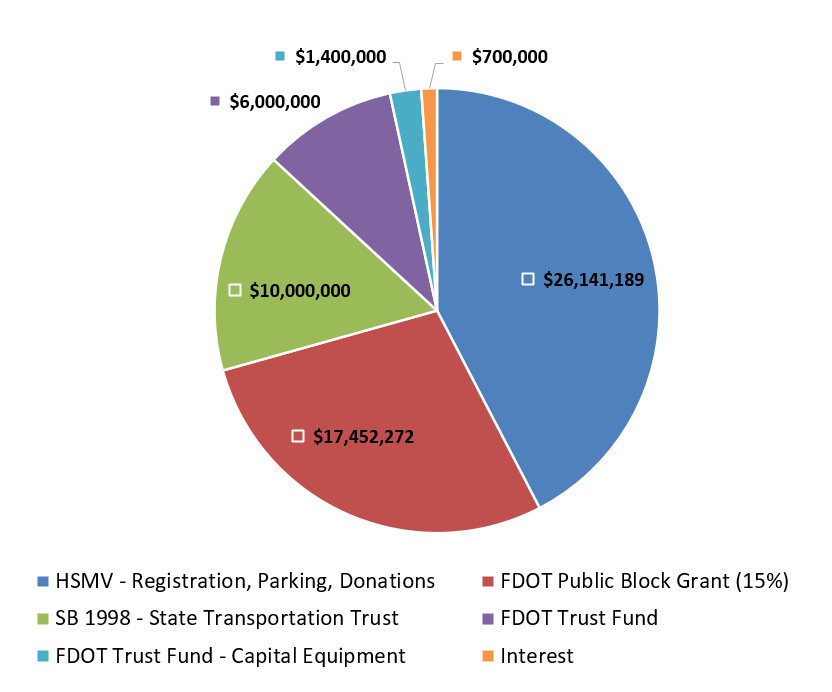 $1,400,000
$700,000
$6,000,000
$26,141,189
$10,000,000
$17,452,272
HSMV - Registration, Parking, Donations
FDOT Public Block Grant (15%)
SB 1998 - State Transportation Trust
FDOT Trust Fund
FDOT Trust Fund - Capital Equipment
Interest